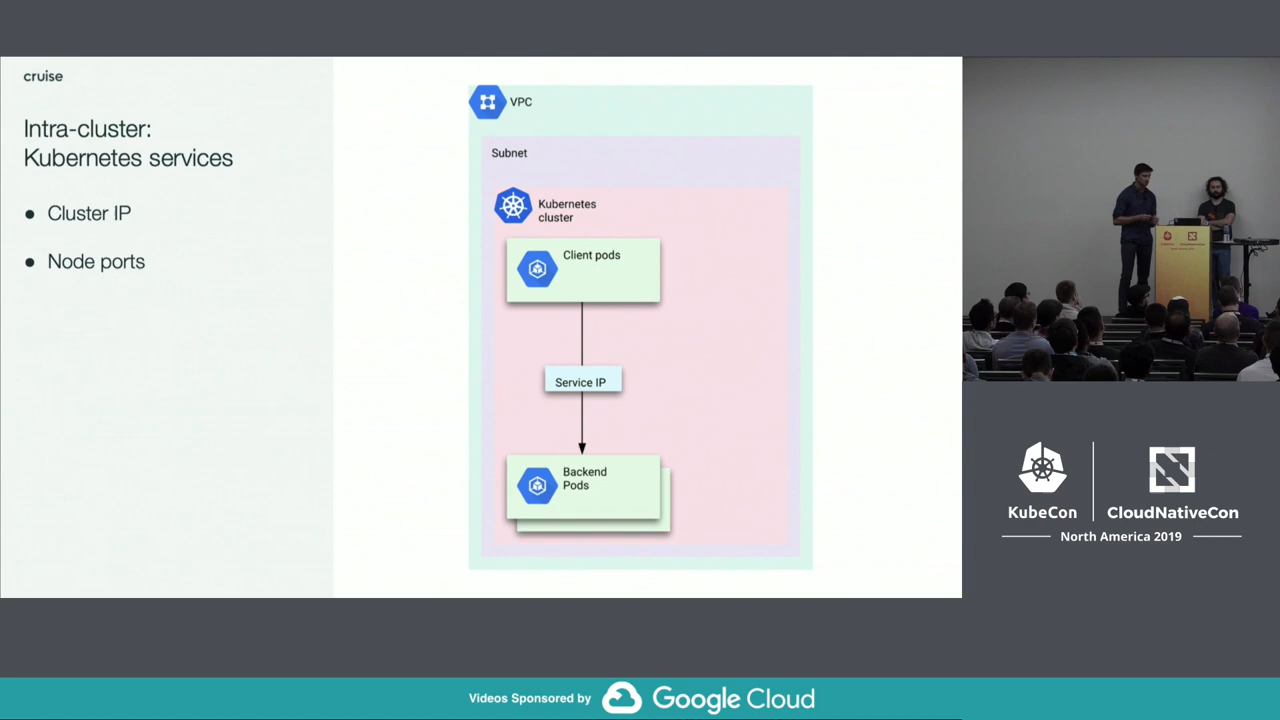 cruise
Intra-cluster:
Kubernetes services
● Cluster IP
● Node ports
VPC
Subnet
Kubernetes
cluster
Client pods
Service IP
Backend
Pods
KubeCon
CloudNativeCon
North America 2019
Videos Sponsored by
Google Cloud